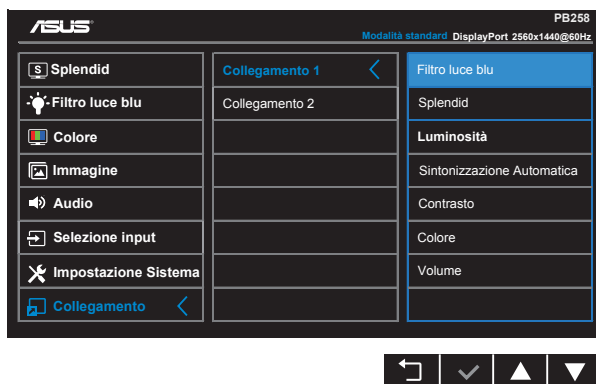 ASUS
PB258
Modalità standard DisplayPort 2560x1440@60Hz
S Splendid
Filtro luce blu
Colore
Immagine
Audio
Selezione input
Impostazione Sistema
Collegamento
Collegamento 1
Collegamento 2
Filtro luce blu
Splendid
Luminosità
Sintonizzazione Automatica
Contrasto
Colore
Volume